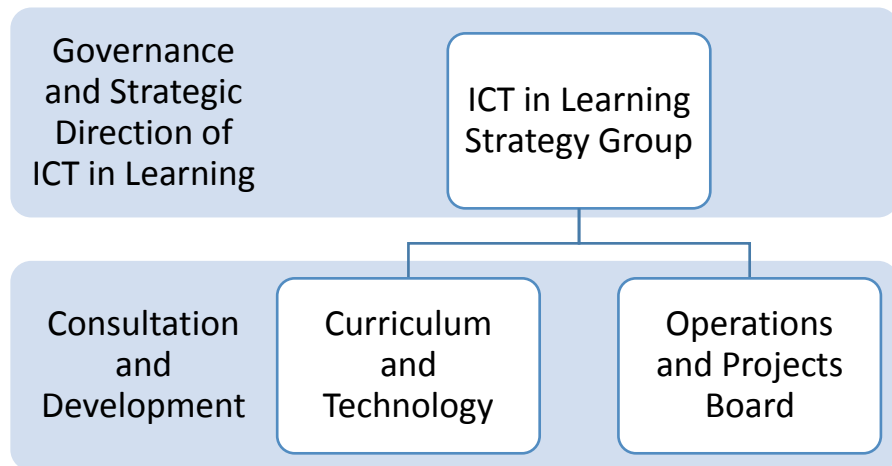 Governance
and Strategic
Direction of
ICT in Learning
ICT in Learning
Strategy Group
Consultation
and
Development
Curriculum
and
Technology
Operations
and Projects
Board